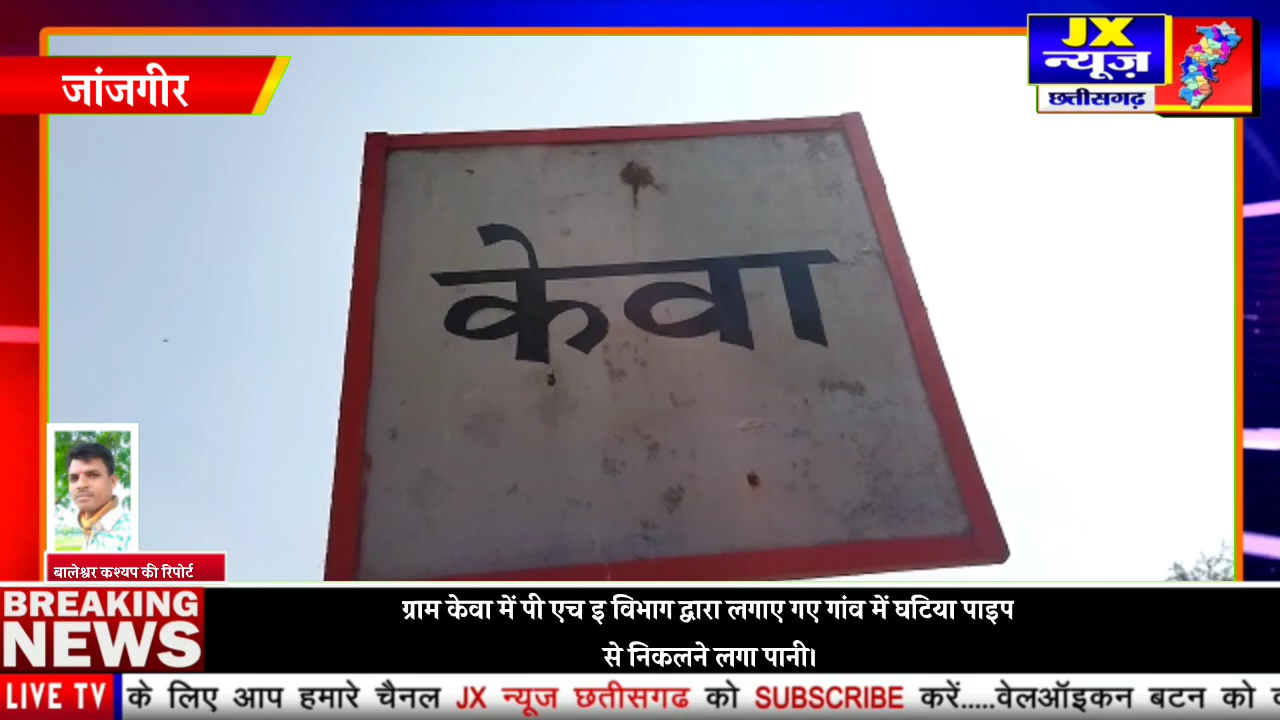 JX
न्यूज़
छत्तीसगढ़
जांजगीर
केवा
बालेश्वर कश्यप की रिपोर्ट
BREAKING
NEWS
ग्राम केवा में पी एच इ विभाग द्वारा लगाए गए गांव में घटिया पाइप
से निकलने लगा पानी।
LIVE TV के लिए आप हमारे चैनल JX न्यूज छतीसगढ को SUBSCRIBE करें.....वेलऑइकन बटन को